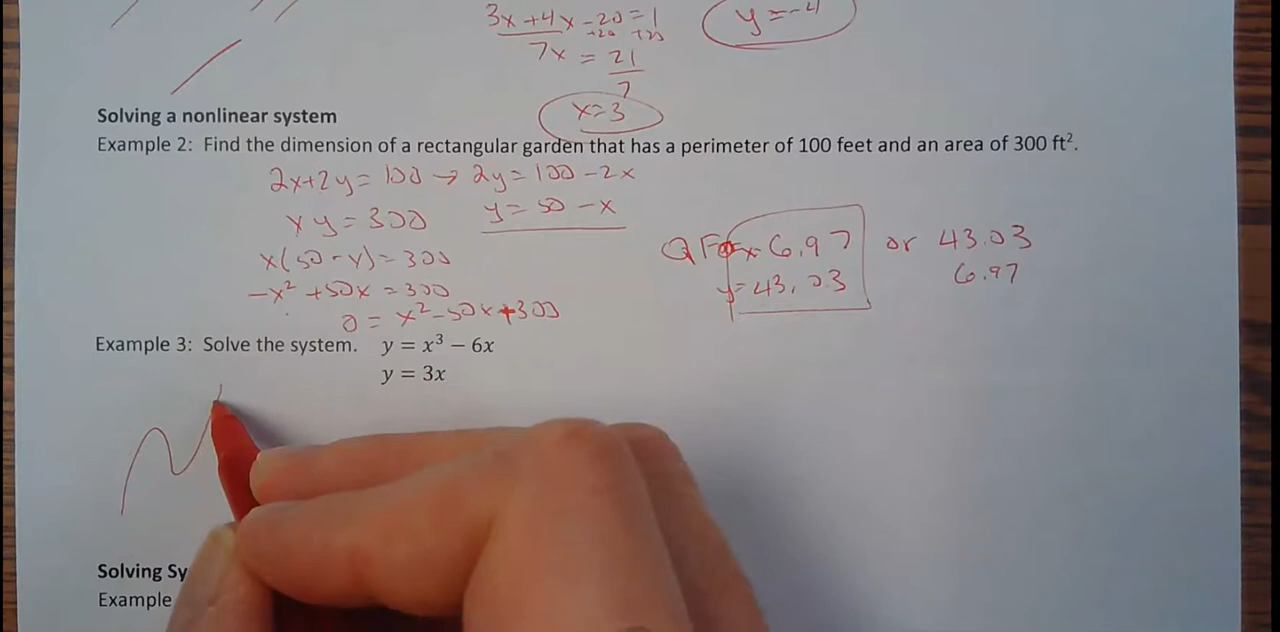 3x+4x-20=1
+20 +20
7x = 21
7
x=3
y=-4
Solving a nonlinear system
Example 2: Find the dimension of a rectangular garden that has a perimeter of 100 feet and an area of 300 ft².
2x+2y=100 → 2y=100-2x
xy=300 y=50-x
x(50-x)=300
-x²+50x=300
0=x²-50x+300
QF x=6.97 or 43.03
y=43.03 6.97
Example 3: Solve the system. y = x³ − 6x
y = 3x
Solving Sy
Example